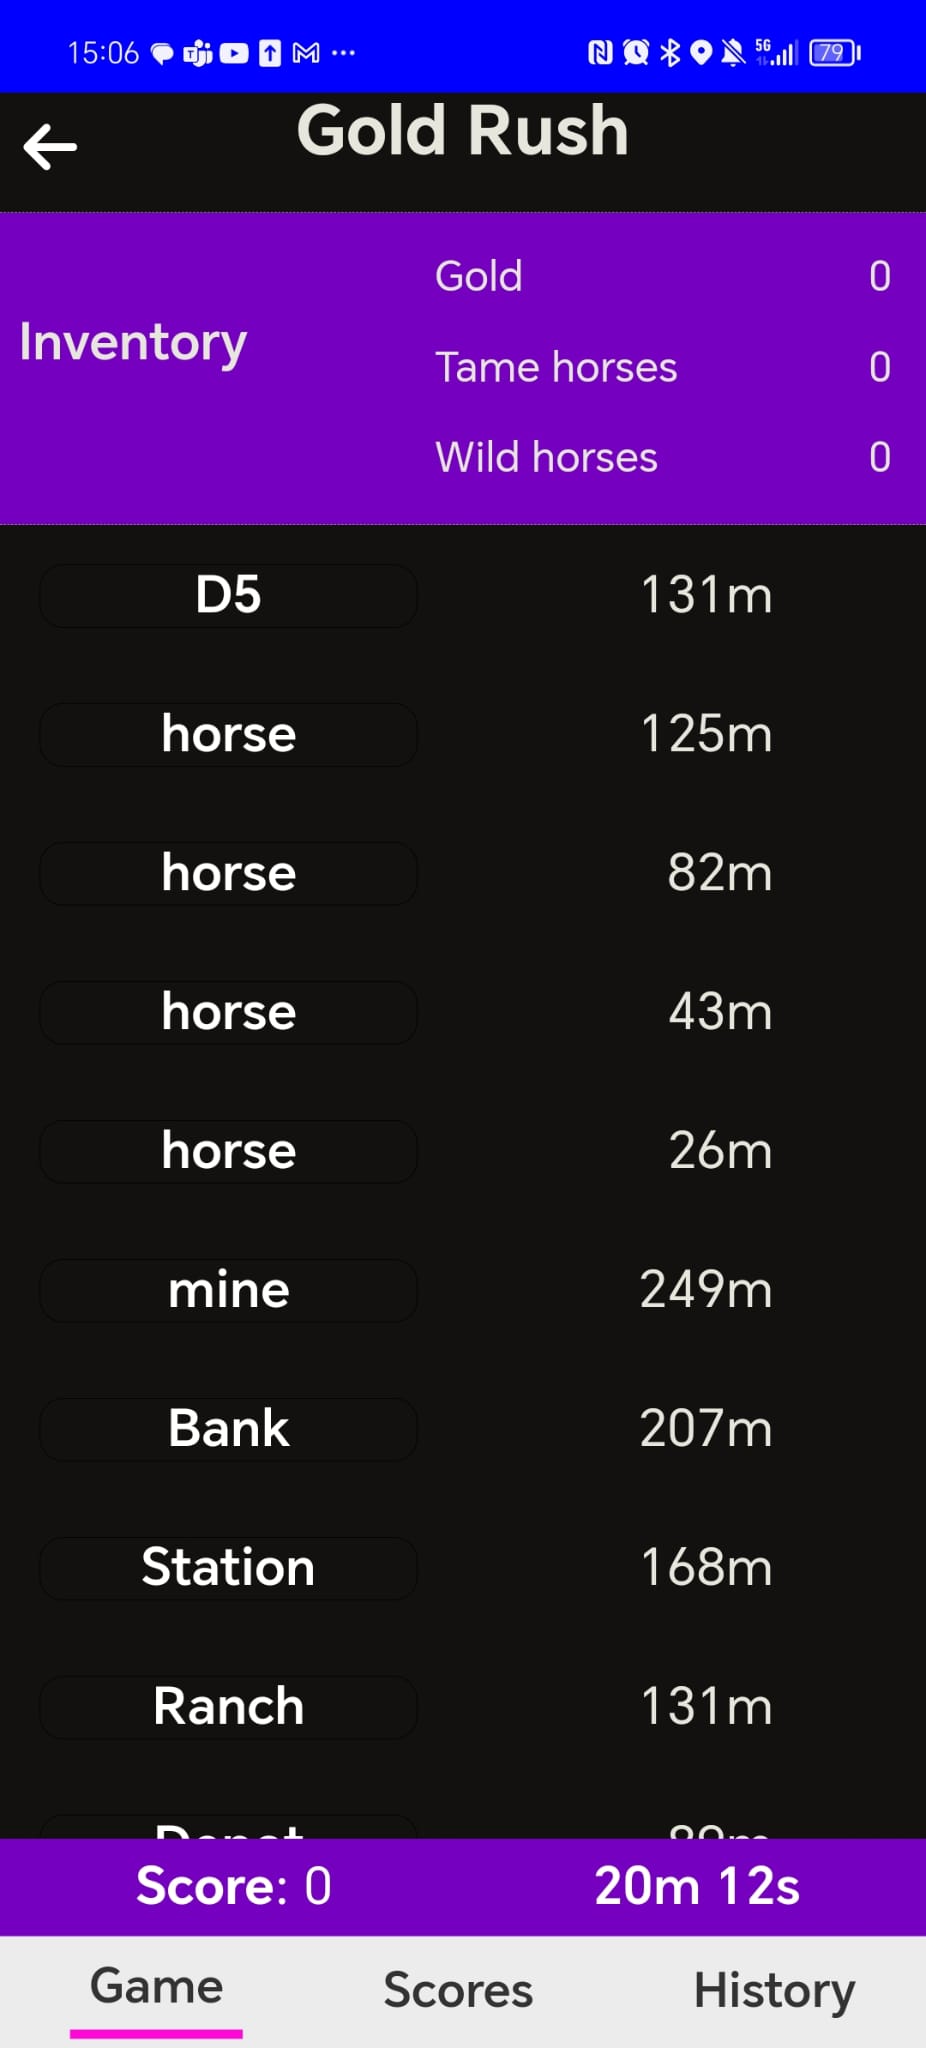 15:06 5G 79
Gold Rush
Gold 0
Inventory
Tame horses 0
Wild horses 0
D5 131m
horse 125m
horse 82m
horse 43m
horse 26m
mine 249m
Bank 207m
Station 168m
Ranch 131m
Score: 0 20m 12s
Game Scores History